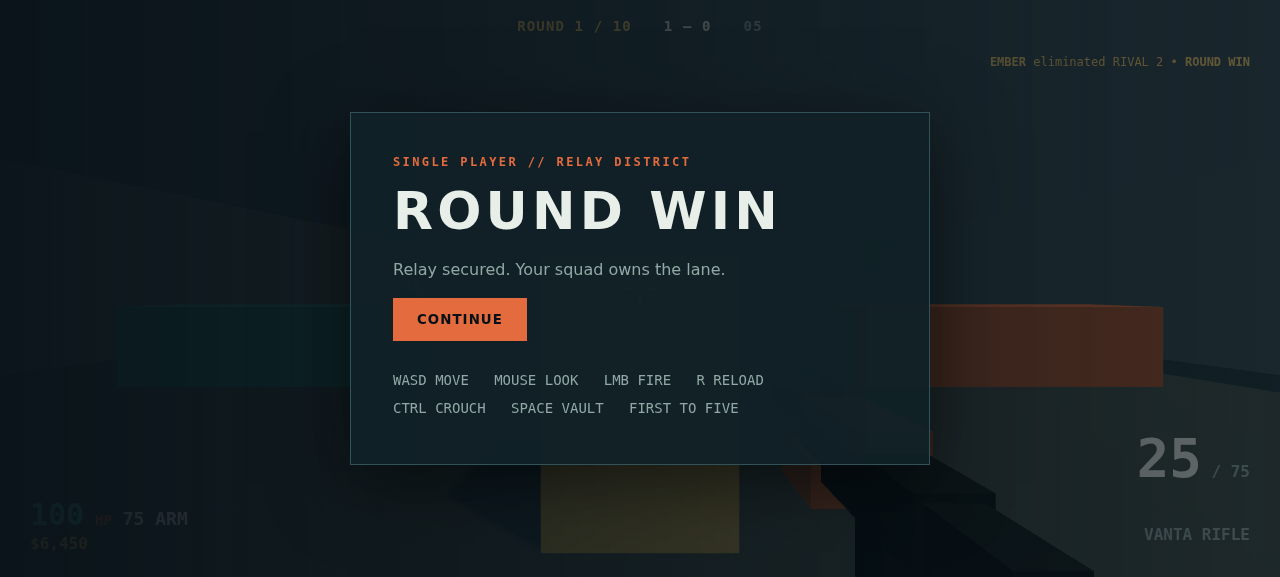 ROUND 1 / 10 1 — 0 05
EMBER eliminated RIVAL 2 • ROUND WIN
SINGLE PLAYER // RELAY DISTRICT
ROUND WIN
Relay secured. Your squad owns the lane.
CONTINUE
WASD MOVE MOUSE LOOK LMB FIRE R RELOAD
CTRL CROUCH SPACE VAULT FIRST TO FIVE
25 / 75
100 HP 75 ARM
$6,450
VANTA RIFLE